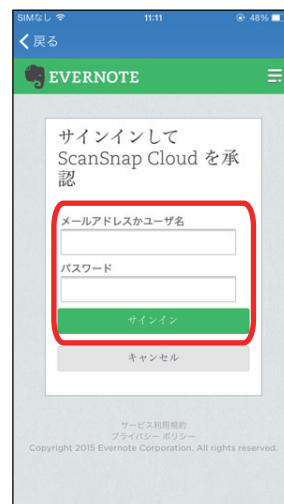 SIMなし 11:11 48%
戻る
EVERNOTE
サインインして
ScanSnap Cloud を承
認
メールアドレスかユーザ名
パスワード
サインイン
キャンセル
サービス利用規約
プライバシー ポリシー
Copyright 2015 Evernote Corporation. All rights reserved.